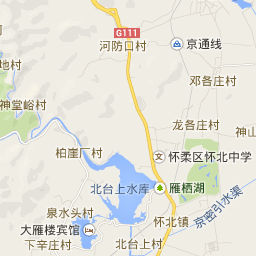 G111
河防口村
京通线
地村
邓各庄村
神堂峪村
龙各庄村
神山
柏崖厂村
怀柔区怀北中学
北台上水库
雁栖湖
京密引水渠
泉水头村
怀北镇
大雁楼宾馆
下辛庄村
北台上村